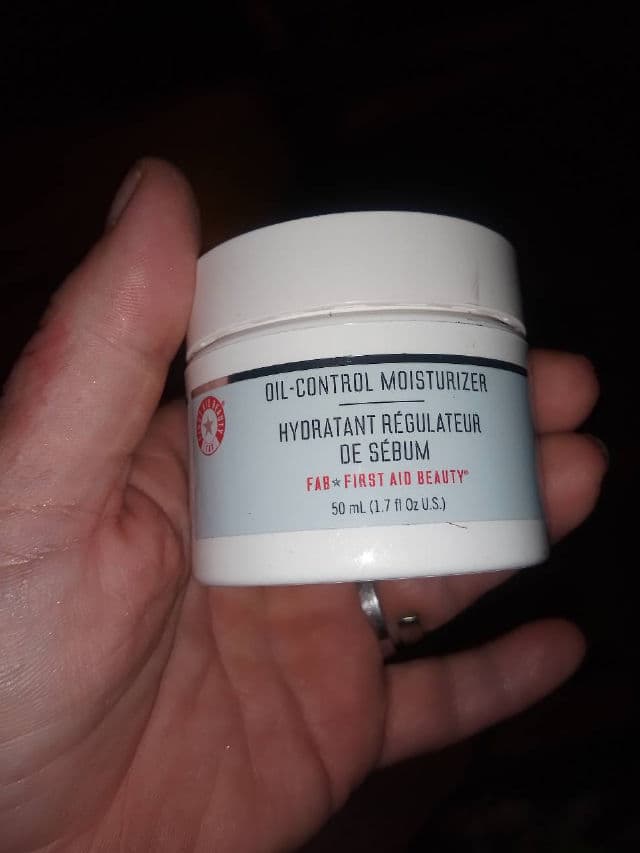 OIL-CONTROL MOISTURIZER
HYDRATANT RÉGULATEUR
DE SÉBUM
FAB★FIRST AID BEAUTY®
50 mL (1.7 fl Oz U.S.)